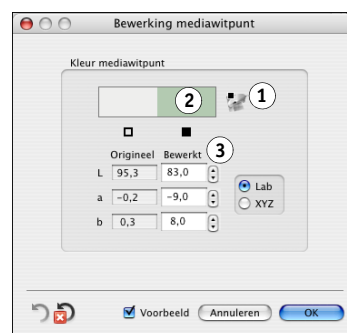 Bewerking mediawitpunt
Kleur mediawitpunt
1
2
3
Origineel Bewerkt
L 95,3 83,0
a -0,2 -9,0
b 0,3 8,0
Lab
XYZ
Voorbeeld Annuleren OK